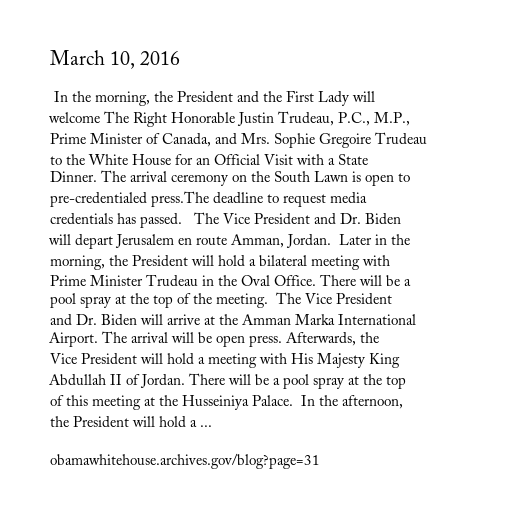 March 10, 2016
In the morning, the President and the First Lady will
welcome The Right Honorable Justin Trudeau, P.C., M.P.,
Prime Minister of Canada, and Mrs. Sophie Gregoire Trudeau
to the White House for an Official Visit with a State
Dinner. The arrival ceremony on the South Lawn is open to
pre-credentialed press.The deadline to request media
credentials has passed.   The Vice President and Dr. Biden
will depart Jerusalem en route Amman, Jordan.  Later in the
morning, the President will hold a bilateral meeting with
Prime Minister Trudeau in the Oval Office. There will be a
pool spray at the top of the meeting.  The Vice President
and Dr. Biden will arrive at the Amman Marka International
Airport. The arrival will be open press. Afterwards, the
Vice President will hold a meeting with His Majesty King
Abdullah II of Jordan. There will be a pool spray at the top
of this meeting at the Husseiniya Palace.  In the afternoon,
the President will hold a ...
obamawhitehouse.archives.gov/blog?page=31